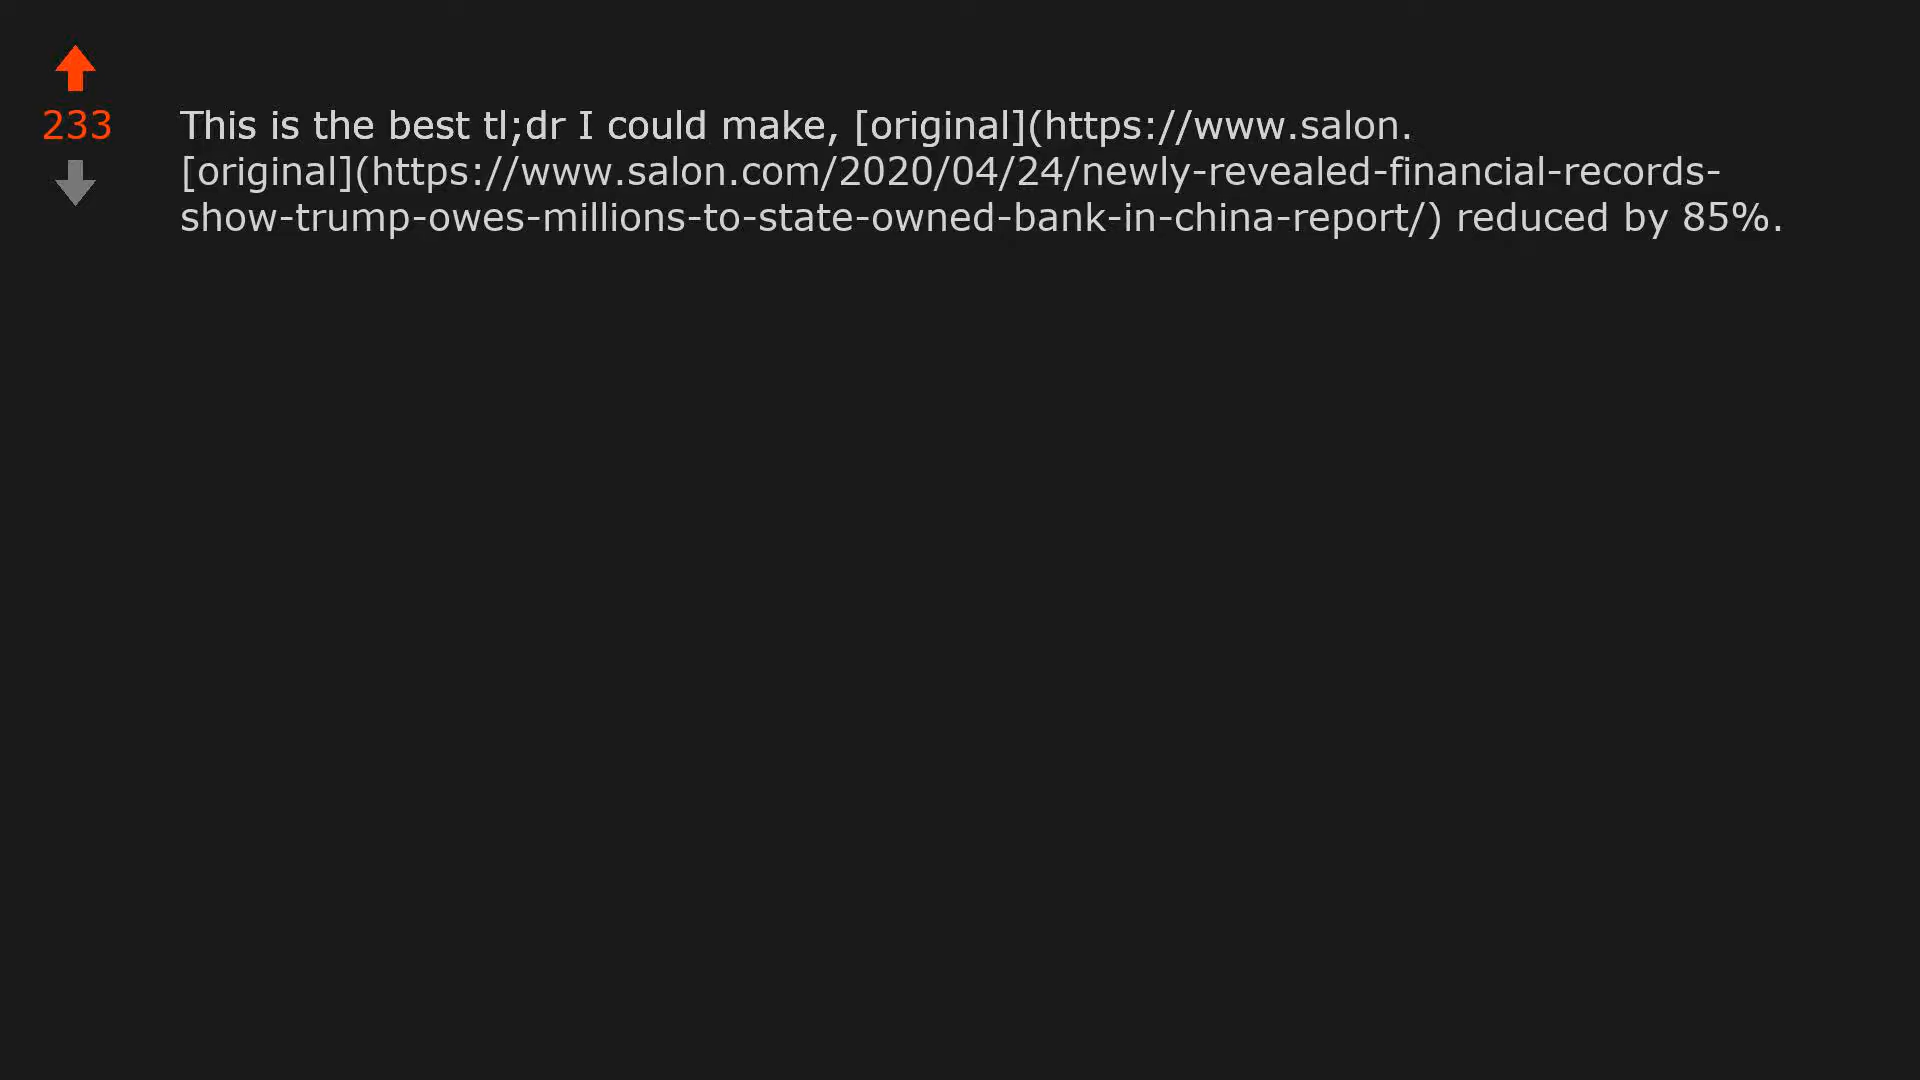 233
This is the best tl;dr I could make, [original](https://www.salon.
[original](https://www.salon.com/2020/04/24/newly-revealed-financial-records-
show-trump-owes-millions-to-state-owned-bank-in-china-report/) reduced by 85%.